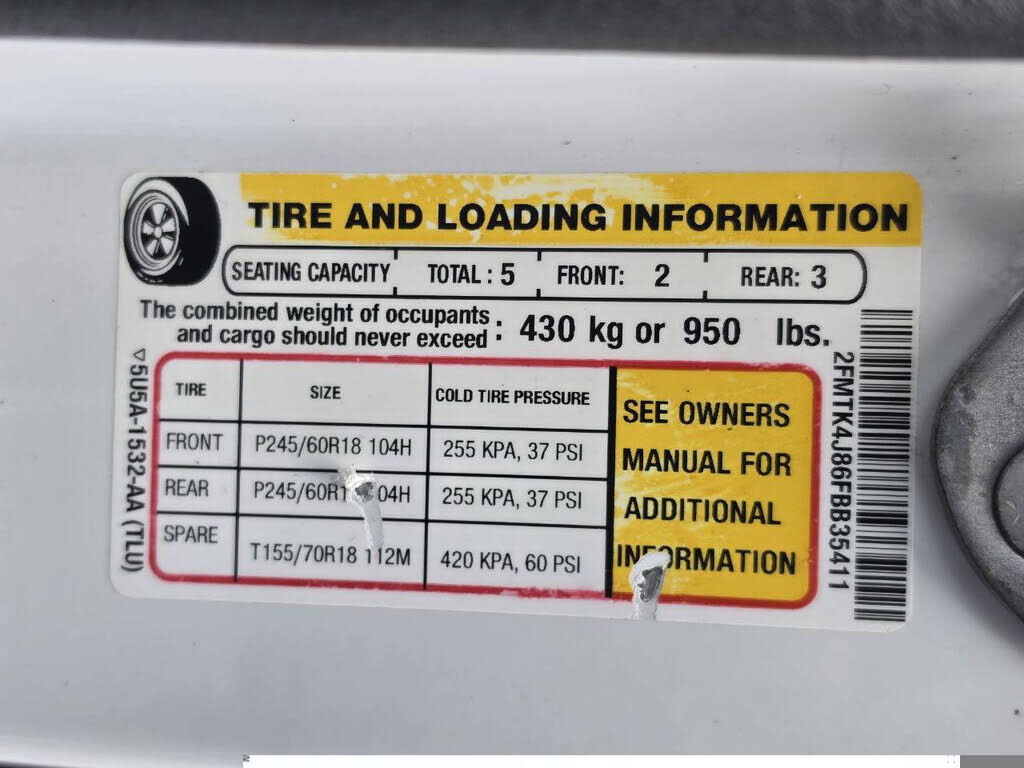 TIRE AND LOADING INFORMATION
SEATING CAPACITY TOTAL : 5 FRONT: 2 REAR: 3
The combined weight of occupants
and cargo should never exceed : 430 kg or 950 lbs.
TIRE SIZE COLD TIRE PRESSURE
FRONT P245/60R18 104H 255 KPA, 37 PSI
REAR 255 KPA, 37 PSI
SPARE T155/70R18 112M 420 KPA, 60 PSI
SEE OWNERS
MANUAL FOR
ADDITIONAL
INFORMATION
5U5A-1532-AA (TLU)
2FMTK4J86FBB35411